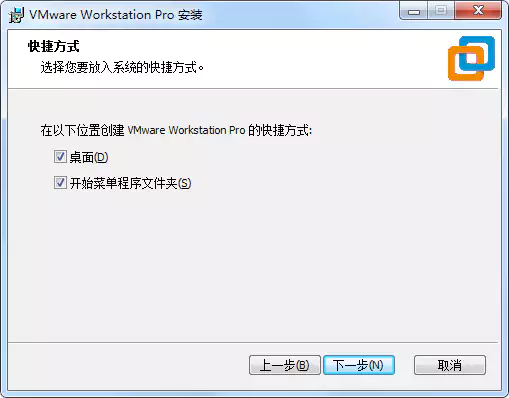 VMware Workstation Pro 安装
快捷方式
选择您要放入系统的快捷方式。
在以下位置创建 VMware Workstation Pro 的快捷方式:
桌面(D)
开始菜单程序文件夹(S)
上一步(B) 下一步(N) 取消